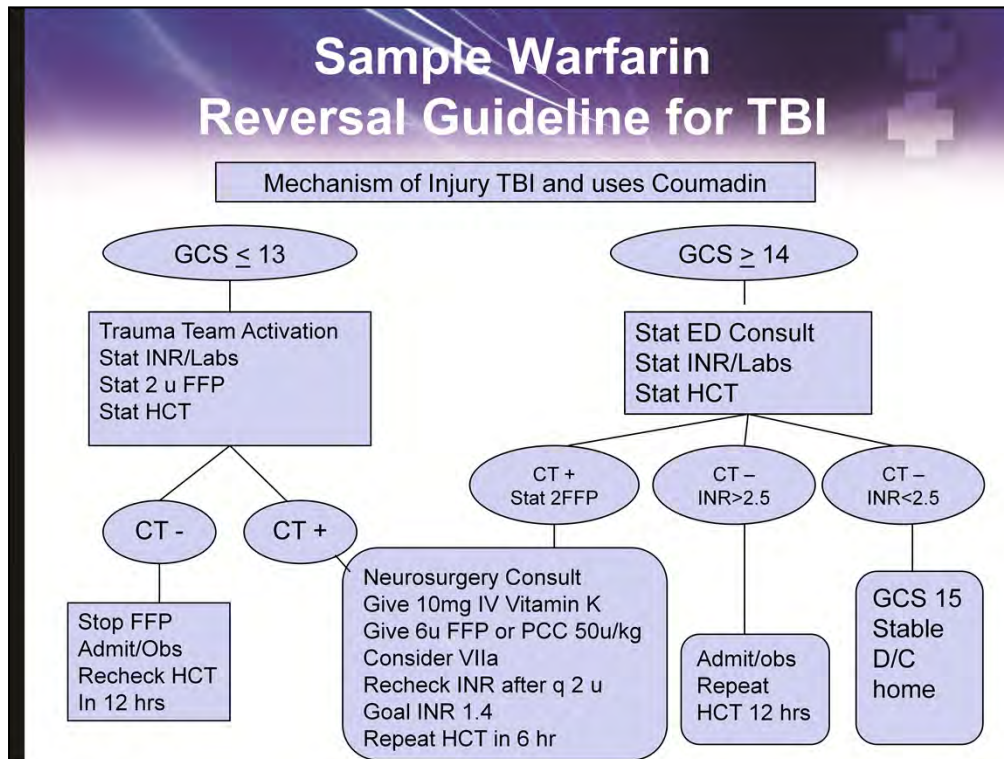 Sample Warfarin
Reversal Guideline for TBI
Mechanism of Injury TBI and uses Coumadin
GCS ≤ 13
Trauma Team Activation
Stat INR/Labs
Stat 2 u FFP
Stat HCT
CT -
CT +
Stop FFP
Admit/Obs
Recheck HCT
In 12 hrs
GCS ≥ 14
Stat ED Consult
Stat INR/Labs
Stat HCT
CT +
Stat 2FFP
CT –
INR>2.5
CT –
INR<2.5
Neurosurgery Consult
Give 10mg IV Vitamin K
Give 6u FFP or PCC 50u/kg
Consider VIIa
Recheck INR after q 2 u
Goal INR 1.4
Repeat HCT in 6 hr
Admit/obs
Repeat
HCT 12 hrs
GCS 15
Stable
D/C
home